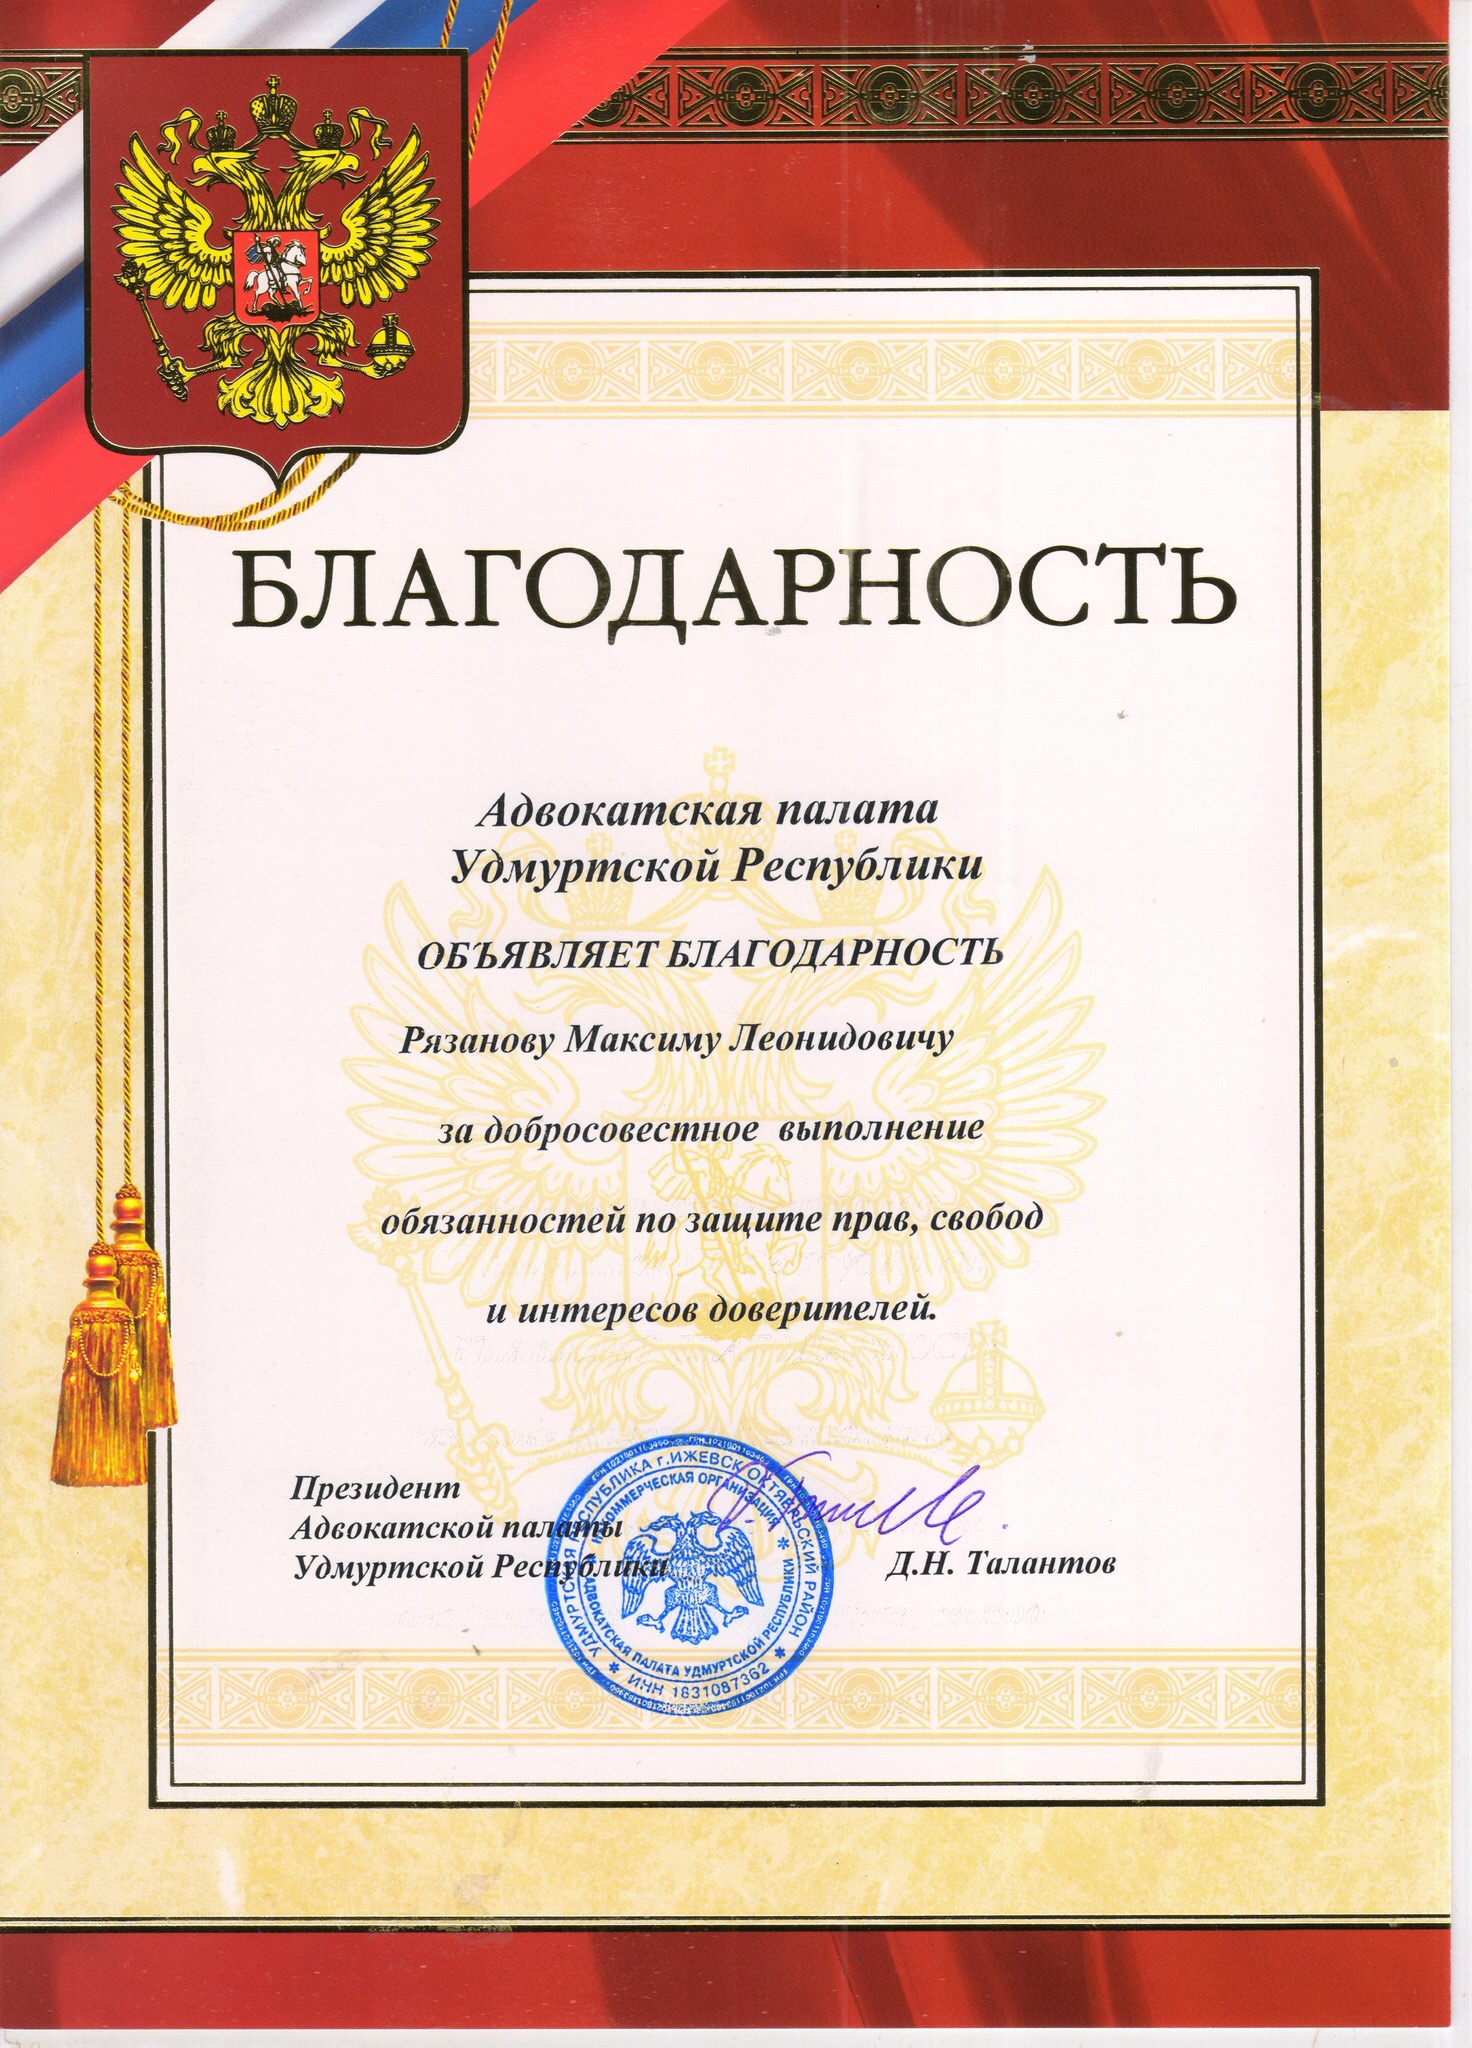 БЛАГОДАРНОСТЬ
Адвокатская палата
Удмуртской Республики
ОБЪЯВЛЯЕТ БЛАГОДАРНОСТЬ
Рязанову Максиму Леонидовичу
за добросовестное выполнение
обязанностей по защите прав, свобод
и интересов доверителей.
Президент
Адвокатской палаты
Удмуртской Республики
Д.Н. Талантов
УДМУРТСКАЯ РЕСПУБЛИКА г.ИЖЕВСК ОКТЯБРЬСКИЙ РАЙОН
НЕКОММЕРЧЕСКАЯ ОРГАНИЗАЦИЯ
АДВОКАТСКАЯ ПАЛАТА УДМУРТСКОЙ РЕСПУБЛИКИ
ИНН 1831087362